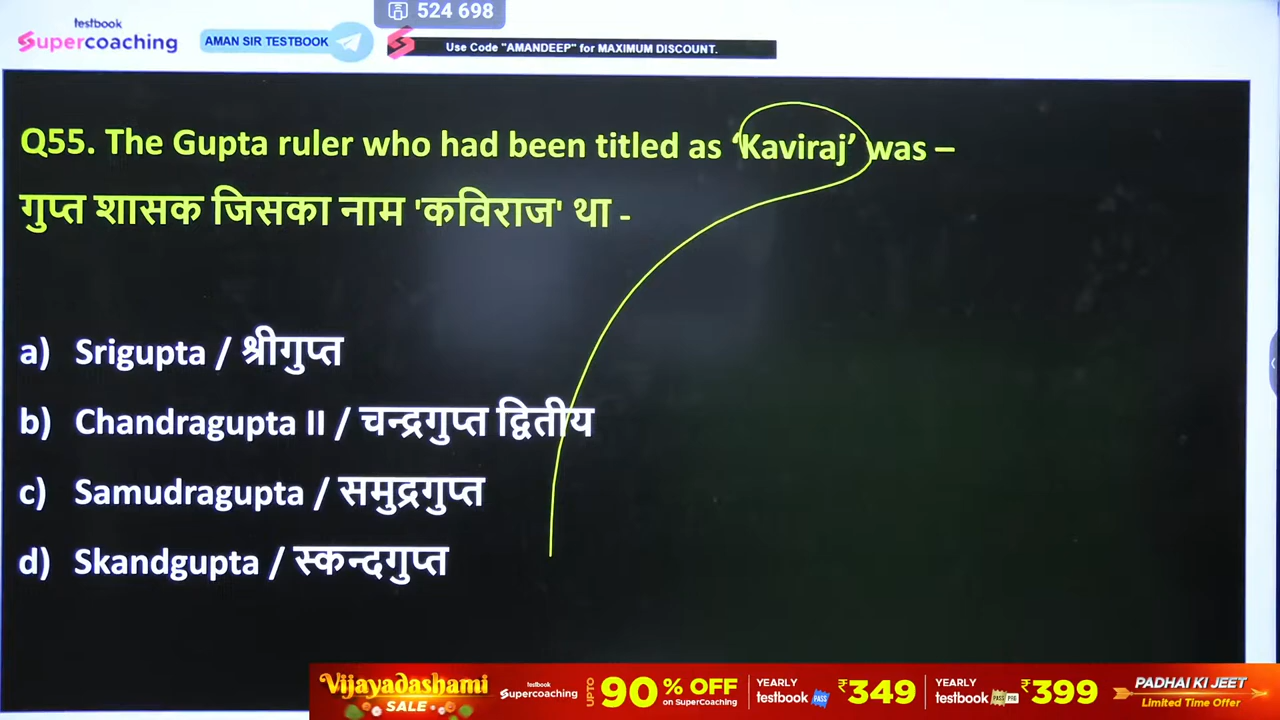 524 698
testbook
Supercoaching
AMAN SIR TESTBOOK
Use Code "AMANDEEP" for MAXIMUM DISCOUNT.
Q55. The Gupta ruler who had been titled as ‘Kaviraj’ was –
गुप्त शासक जिसका नाम 'कविराज' था -
a) Srigupta / श्रीगुप्त
b) Chandragupta II / चन्द्रगुप्त द्वितीय
c) Samudragupta / समुद्रगुप्त
d) Skandgupta / स्कन्दगुप्त
Vijayadashami
SALE
testbook
Supercoaching
UPTO
90% OFF
on SuperCoaching
YEARLY
testbook PASS
₹349
YEARLY
testbook PASS PRO
₹399
PADHAI KI JEET
Limited Time Offer